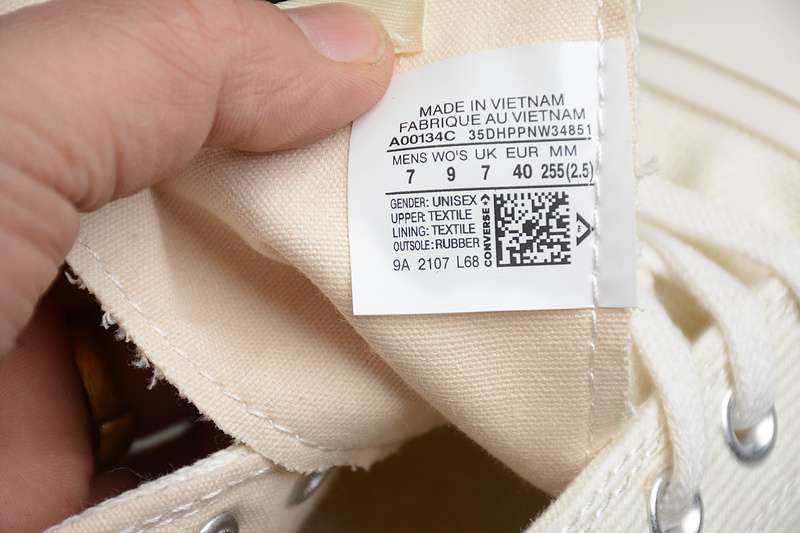 MADE IN VIETNAM
FABRIQUE AU VIETNAM
A00134C 35DHPPNW34851
MENS WO'S UK EUR MM
7 9 7 40 255(2.5)
GENDER: UNISEX
UPPER: TEXTILE
LINING: TEXTILE
OUTSOLE: RUBBER
9A 2107 L68
CONVERSE